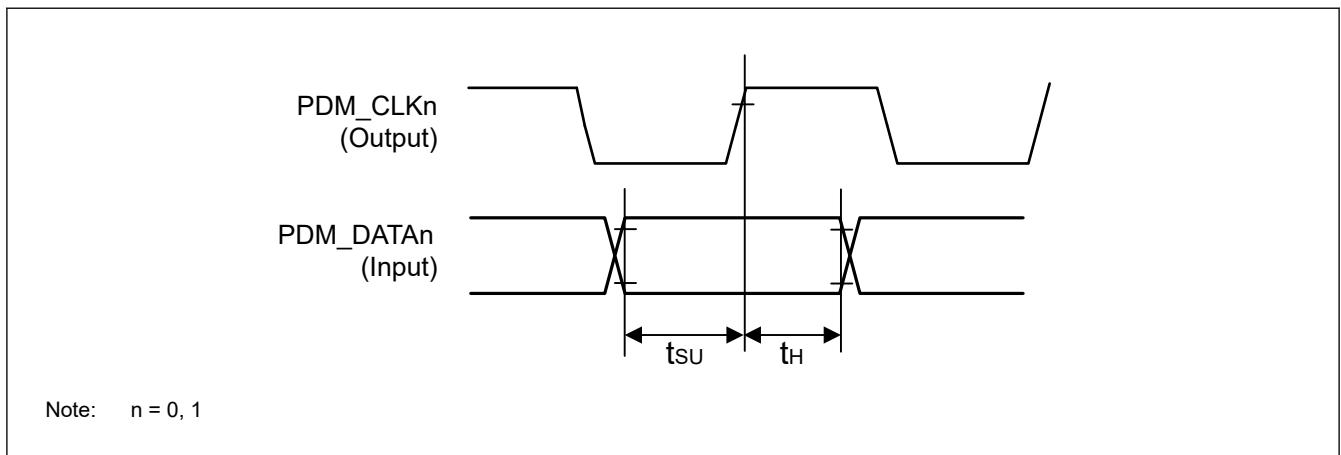 PDM_CLKn
(Output)
PDM_DATAn
(Input)
tSU tH
Note: n = 0, 1